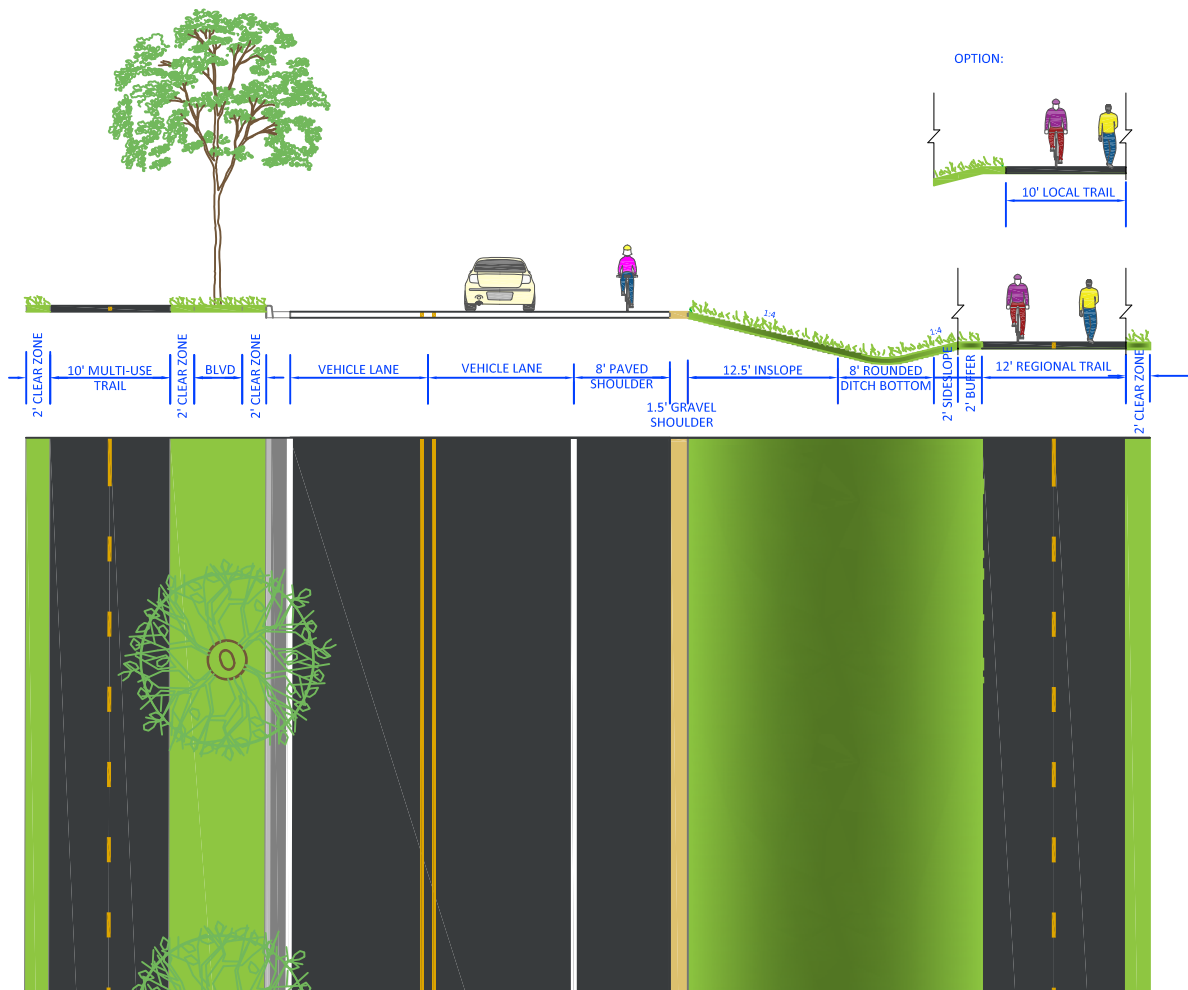 OPTION:
10' LOCAL TRAIL
1:4
1:4
2' CLEAR ZONE
10' MULTI-USE
TRAIL
2' CLEAR ZONE
BLVD
2' CLEAR ZONE
VEHICLE LANE
VEHICLE LANE
8' PAVED
SHOULDER
1.5' GRAVEL
SHOULDER
12.5' INSLOPE
8' ROUNDED
DITCH BOTTOM
2' SIDESLOPE
2' BUFFER
12' REGIONAL TRAIL
2' CLEAR ZONE